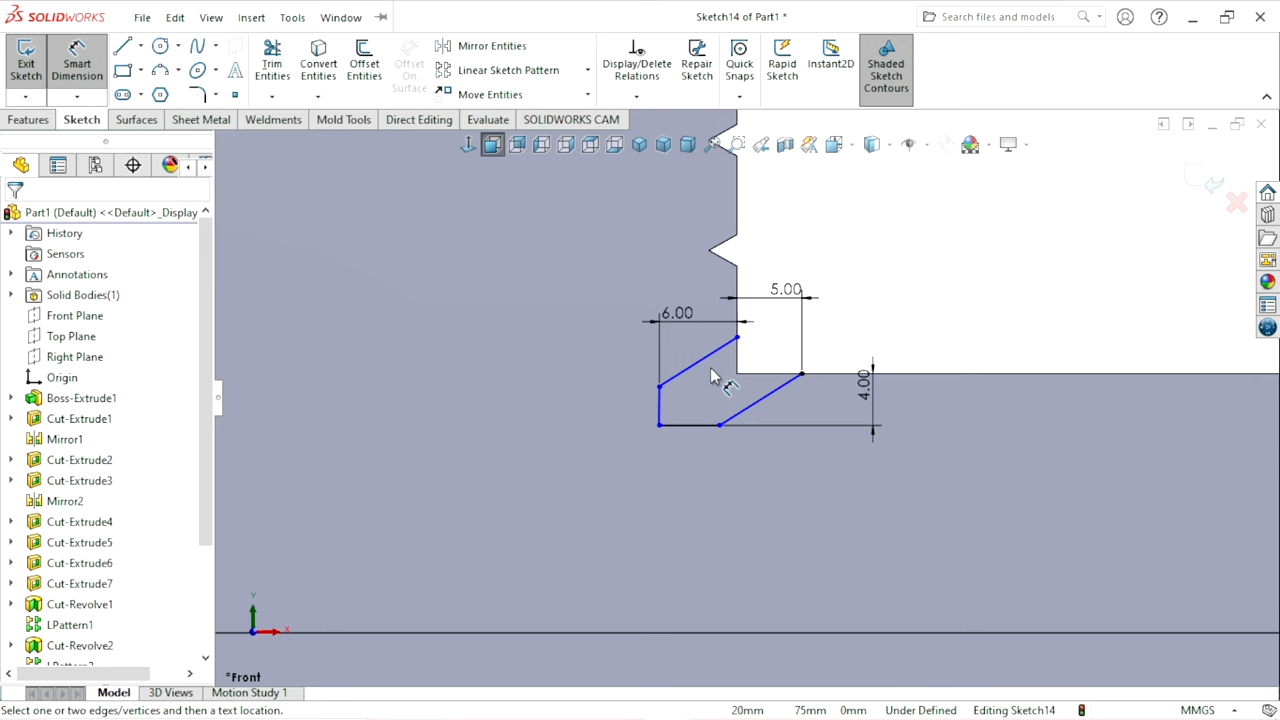 SOLIDWORKS File Edit View Insert Tools Window Sketch14 of Part1 * Search files and models
Exit Sketch Smart Dimension Trim Entities Convert Entities Offset Entities Offset On Surface Mirror Entities Linear Sketch Pattern Move Entities Display/Delete Relations Repair Sketch Quick Snaps Rapid Sketch Instant2D Shaded Sketch Contours
Features Sketch Surfaces Sheet Metal Weldments Mold Tools Direct Editing Evaluate SOLIDWORKS CAM
Part1 (Default) <<Default>_Display
History
Sensors
Annotations
Solid Bodies(1)
Front Plane
Top Plane
Right Plane
Origin
Boss-Extrude1
Cut-Extrude1
Mirror1
Cut-Extrude2
Cut-Extrude3
Mirror2
Cut-Extrude4
Cut-Extrude5
Cut-Extrude6
Cut-Extrude7
Cut-Revolve1
LPattern1
Cut-Revolve2
5.00
6.00
4.00
Y
X
*Front
Model 3D Views Motion Study 1
Select one or two edges/vertices and then a text location. 20mm 75mm 0mm Under Defined Editing Sketch14 MMGS